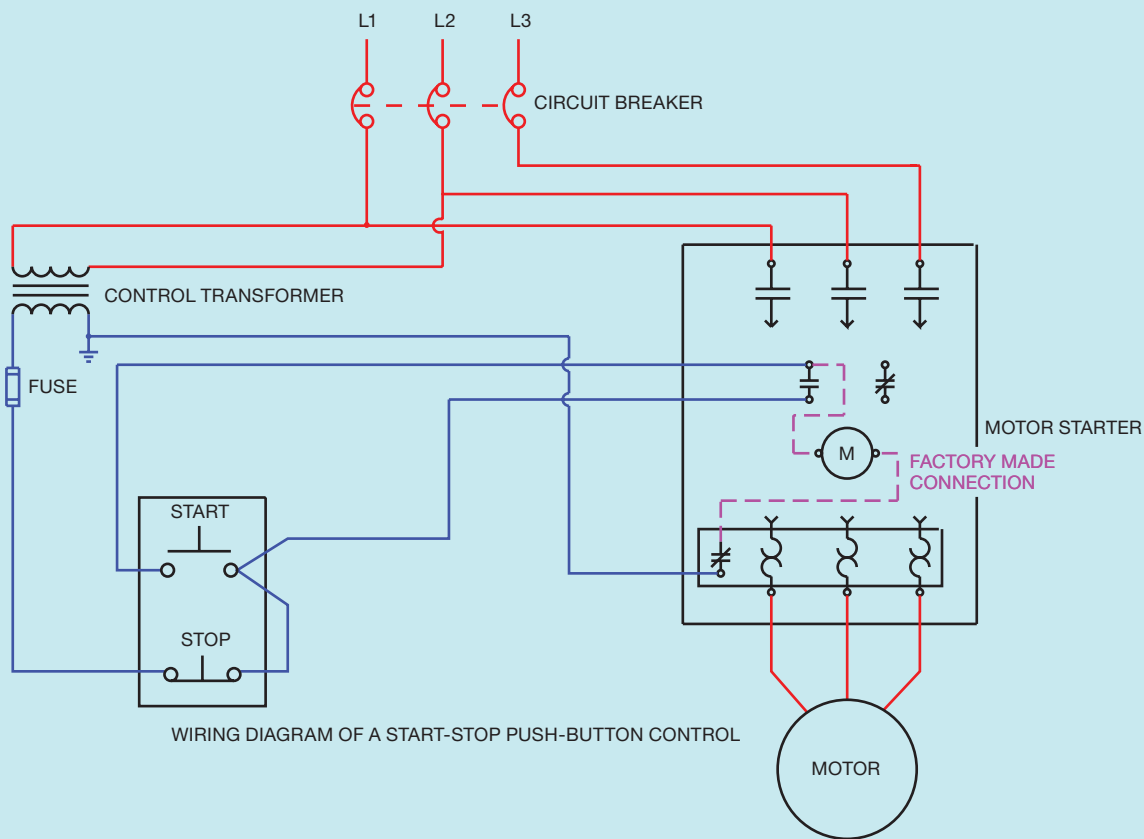 L1
L2
L3
CIRCUIT BREAKER
CONTROL TRANSFORMER
FUSE
MOTOR STARTER
M
FACTORY MADE
CONNECTION
START
STOP
WIRING DIAGRAM OF A START-STOP PUSH-BUTTON CONTROL
MOTOR